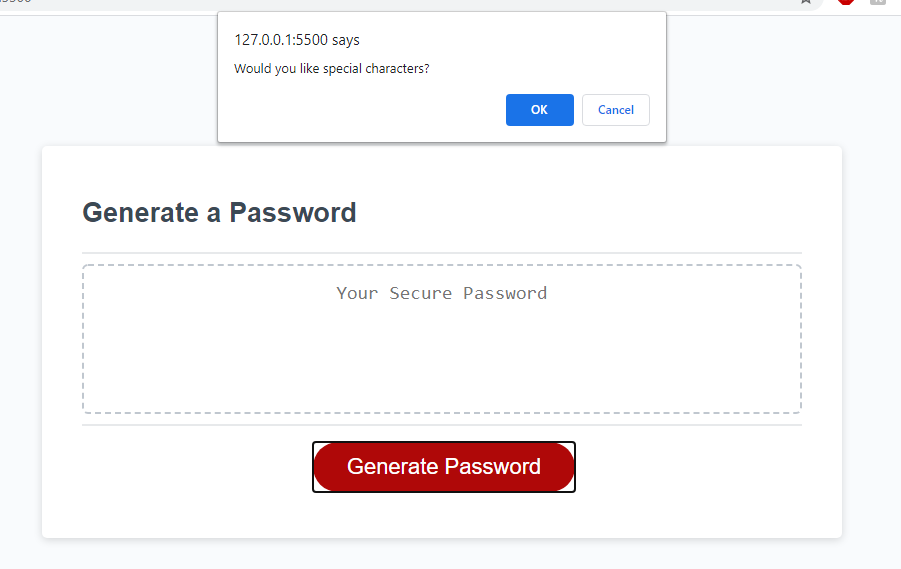 127.0.0.1:5500 says
Would you like special characters?
OK
Cancel
Generate a Password
Your Secure Password
Generate Password